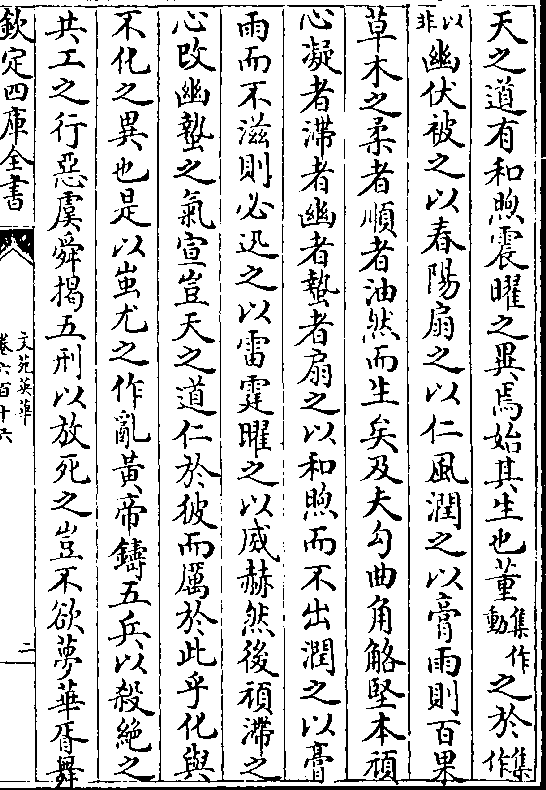 天之道有和煦震曜之異焉始其生也董集作動之於集作
以非幽伏被之以春陽扇之以仁風潤之以膏雨則百果
草木之柔者順者油然而生矣及夫勾曲角觡堅本頑
心凝者滯者幽者蟄者扇之以和煦而不出潤之以膏
雨而不滋則必迅之以雷霆曜之以威赫然後頑滯之
心改幽蟄之氣宣豈天之道仁於彼而厲於此乎化與
不化之異也是以蚩尤之作亂黃帝鑄五兵以殺絶之
共工之行惡虞舜揭五刑以放死之豈不欲夢華胥舞
欽定四庫全書
文苑英華
卷六百十六
二